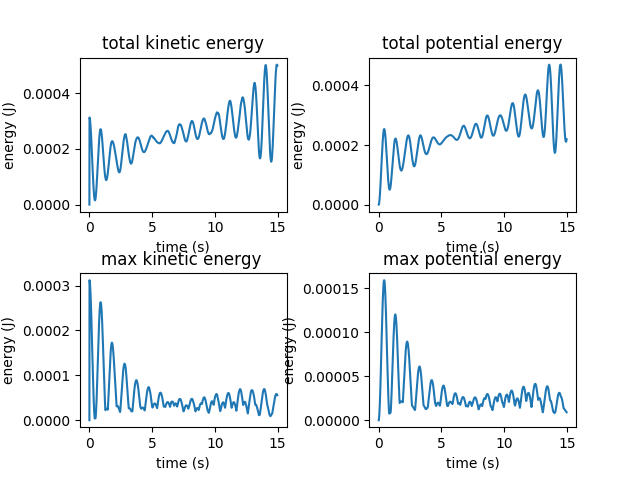 total kinetic energy
total potential energy
energy (J)
0.0004
0.0002
0.0000
0 5 10 15
time (s)
energy (J)
0.0004
0.0002
0.0000
0 5 10 15
time (s)
max kinetic energy
max potential energy
energy (J)
0.0003
0.0002
0.0001
0.0000
0 5 10 15
time (s)
energy (J)
0.00015
0.00010
0.00005
0.00000
0 5 10 15
time (s)